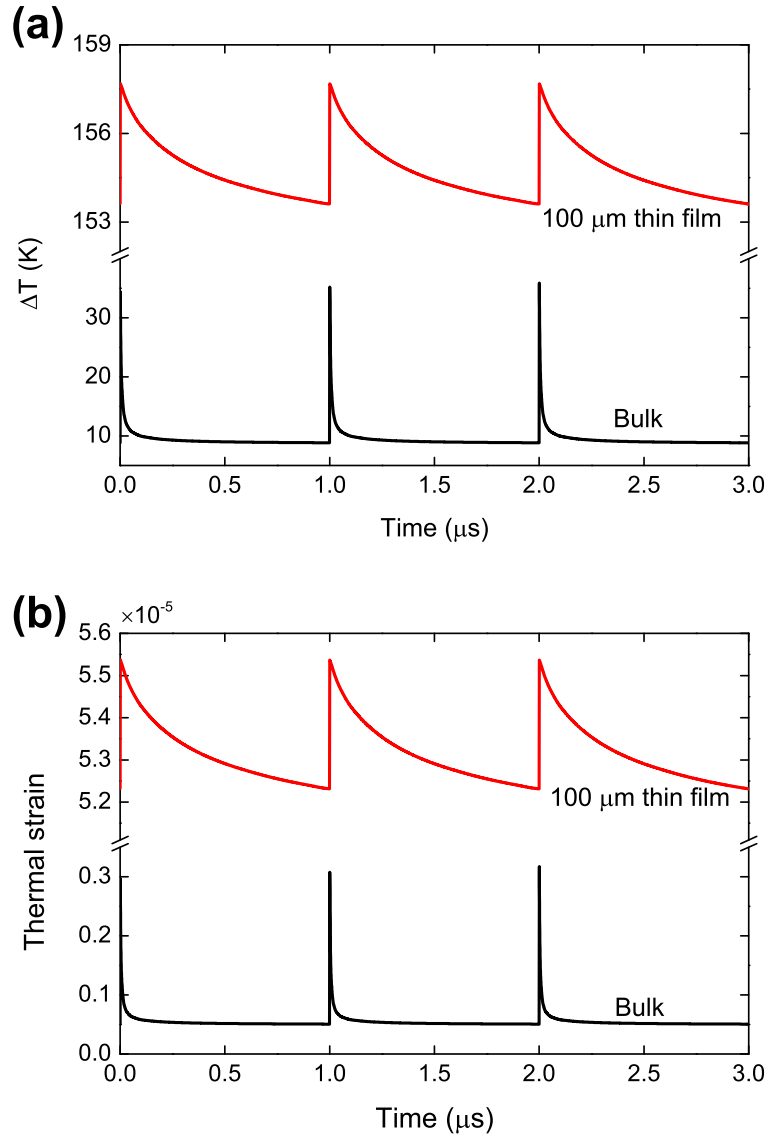 (a)
159
156
153
100 μm thin film
ΔT (K)
30
20
10
Bulk
0.0 0.5 1.0 1.5 2.0 2.5 3.0
Time (μs)
(b)
×10-5
5.6
5.5
5.4
5.3
5.2
100 μm thin film
Thermal strain
0.3
0.2
0.1
0.0
Bulk
0.0 0.5 1.0 1.5 2.0 2.5 3.0
Time (μs)